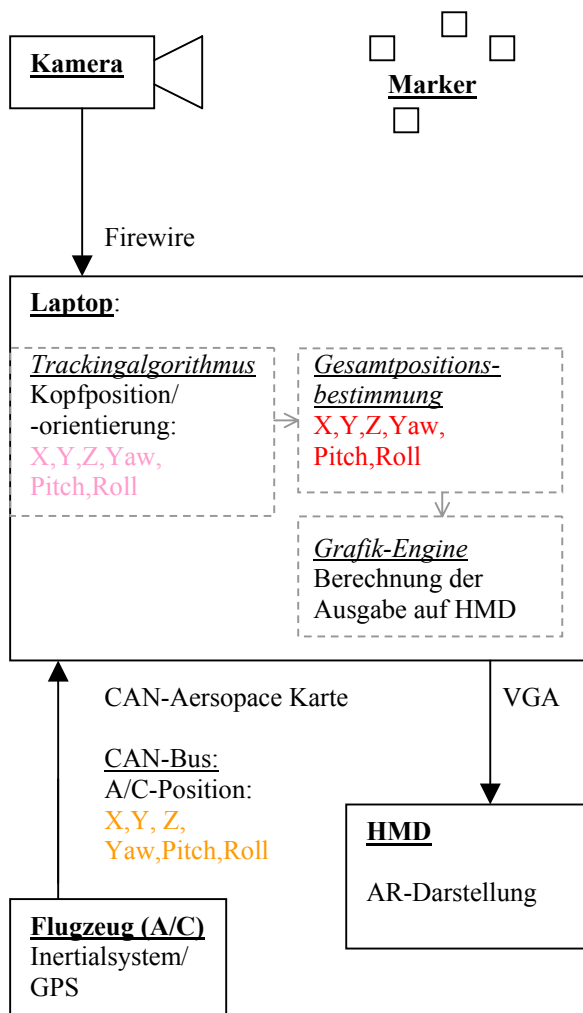 Kamera
Marker
Firewire
Laptop:
Trackingalgorithmus
Kopfposition/
-orientierung:
X,Y,Z,Yaw,
Pitch,Roll
Gesamtpositions-
bestimmung
X,Y,Z,Yaw,
Pitch,Roll
Grafik-Engine
Berechnung der
Ausgabe auf HMD
CAN-Aersopace Karte
VGA
CAN-Bus:
A/C-Position:
X,Y, Z,
Yaw,Pitch,Roll
HMD
AR-Darstellung
Flugzeug (A/C)
Inertialsystem/
GPS